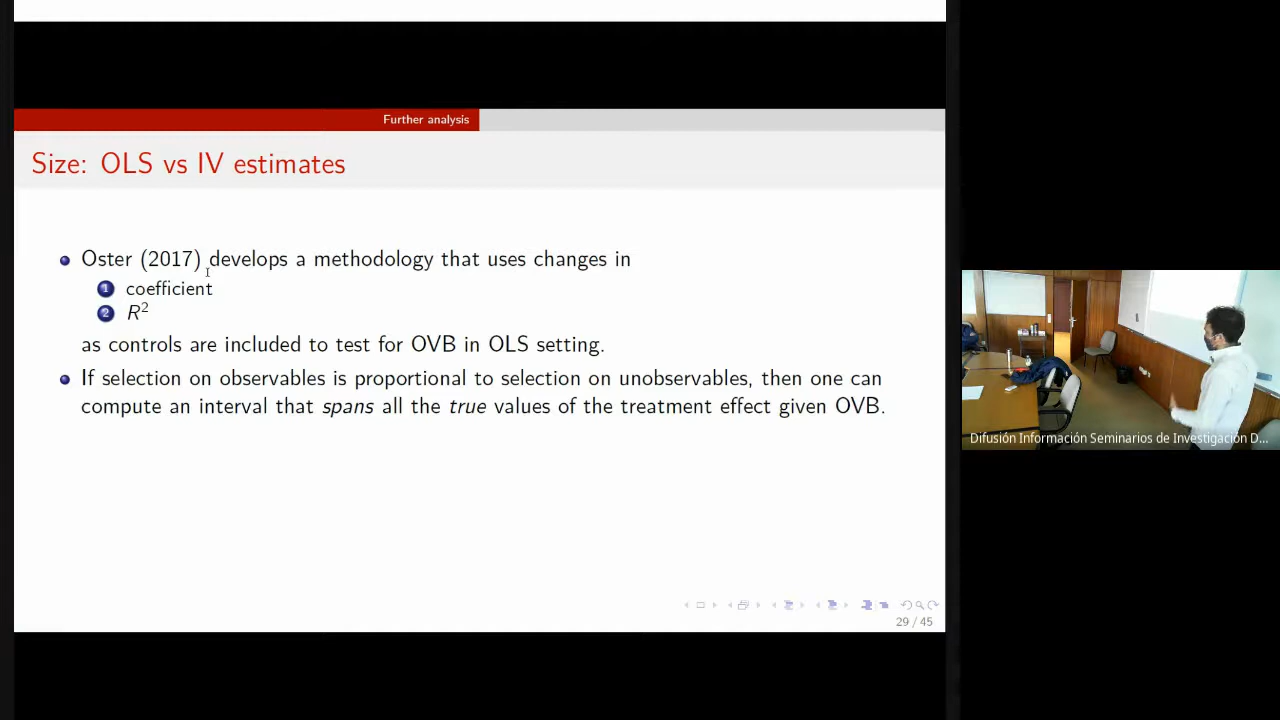 Further analysis
Size: OLS vs IV estimates
Oster (2017) develops a methodology that uses changes in
1 coefficient
2 R²
as controls are included to test for OVB in OLS setting.
If selection on observables is proportional to selection on unobservables, then one can
compute an interval that spans all the true values of the treatment effect given OVB.
29 / 45
Difusión Información Seminarios de Investigación D...